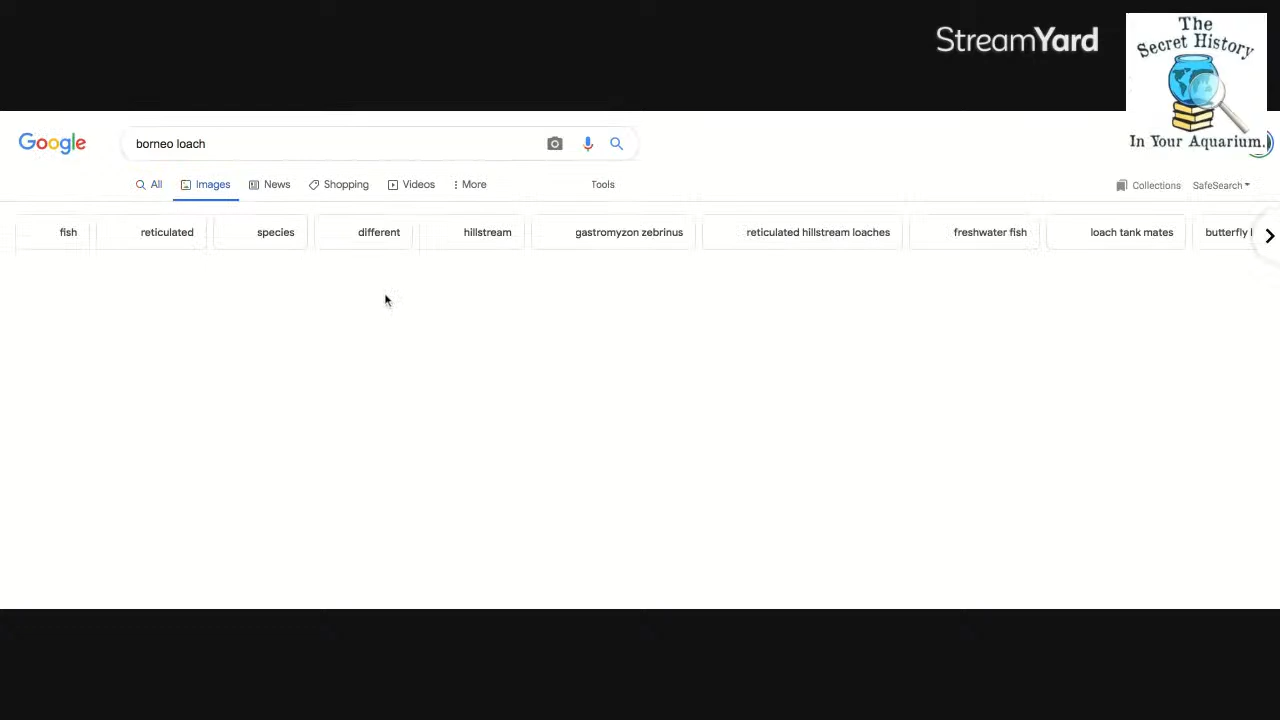 StreamYard
The
Secret History
In Your Aquarium.
Google
borneo loach
All
Images
News
Shopping
Videos
More
Tools
Collections
SafeSearch
fish
reticulated
species
different
hillstream
gastromyzon zebrinus
reticulated hillstream loaches
freshwater fish
loach tank mates
butterfly